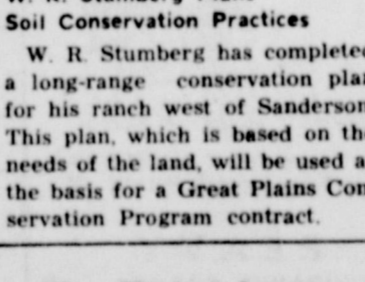 Soil Conservation Practices
W. R. Stumberg has complete
a long-range conservation pla
for his ranch west of Sanderson
This plan, which is based on th
needs of the land, will be used a
the basis for a Great Plains Con
servation Program contract.